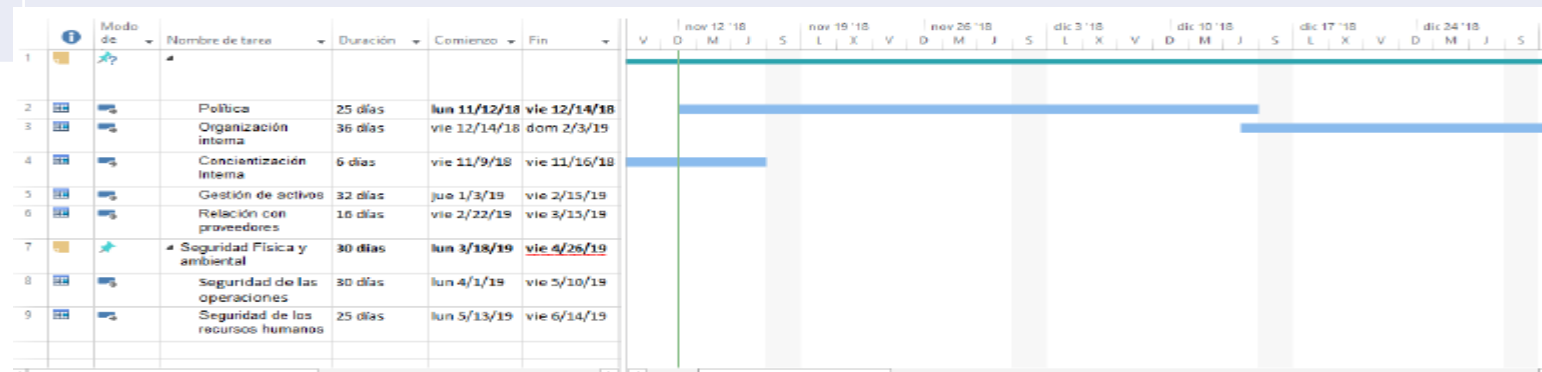 nov 12 '18 nov 19 '18 nov 26 '18 dic 3 '18 dic 10 '18 dic 17 '18 dic 24 '18
Modo
de Nombre de tarea Duración Comienzo Fin V D M J S L X V D M J S L X V D M J S L X V D M J S
1 ?
2 Política 25 días lun 11/12/18 vie 12/14/18
3 Organización 36 días vie 12/14/18 dom 2/3/19
interna
4 Concientización 6 días vie 11/9/18 vie 11/16/18
Interna
5 Gestión de activos 32 días jue 1/3/19 vie 2/15/19
6 Relación con 16 días vie 2/22/19 vie 3/15/19
proveedores
7 Seguridad Física y 30 días lun 3/18/19 vie 4/26/19
ambiental
8 Seguridad de las 30 días lun 4/1/19 vie 5/10/19
operaciones
9 Seguridad de los 25 días lun 5/13/19 vie 6/14/19
recursos humanos